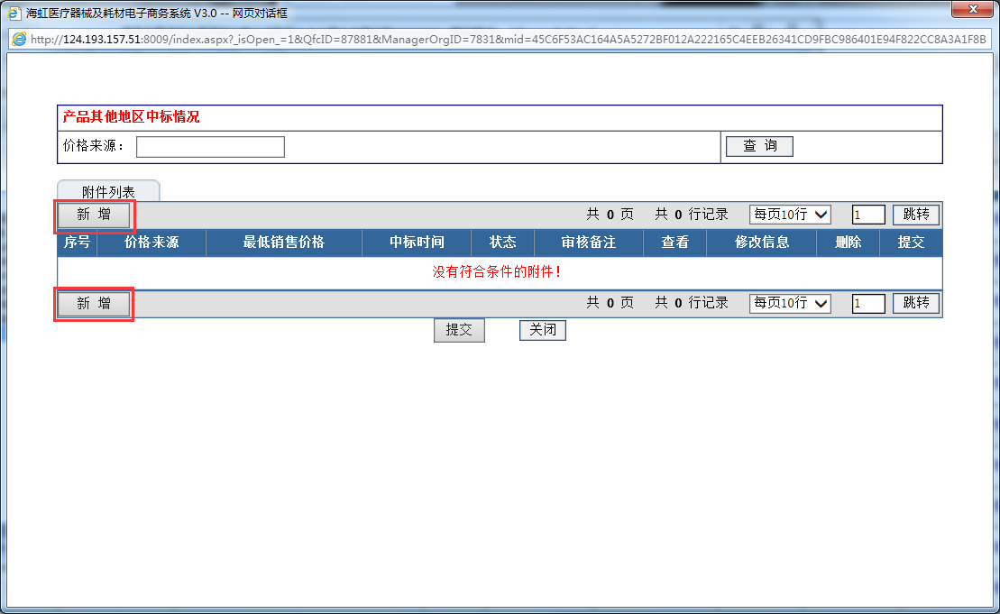 海虹医疗器械及耗材电子商务系统 V3.0 -- 网页对话框
http://124.193.157.51:8009/index.aspx?_isOpen_=1&QfcID=87881&ManagerOrgID=7831&mid=45C6F53AC164A5A5272BF012A222165C4EEB26341CD9FBC986401E94F822CC8A3A1F8B
产品其他地区中标情况
价格来源： 查 询
附件列表
新 增 共 0 页 共 0 行记录 每页10行 1 跳转
序号 价格来源 最低销售价格 中标时间 状态 审核备注 查看 修改信息 删除 提交
没有符合条件的附件！
新 增 共 0 页 共 0 行记录 每页10行 1 跳转
提交 关闭